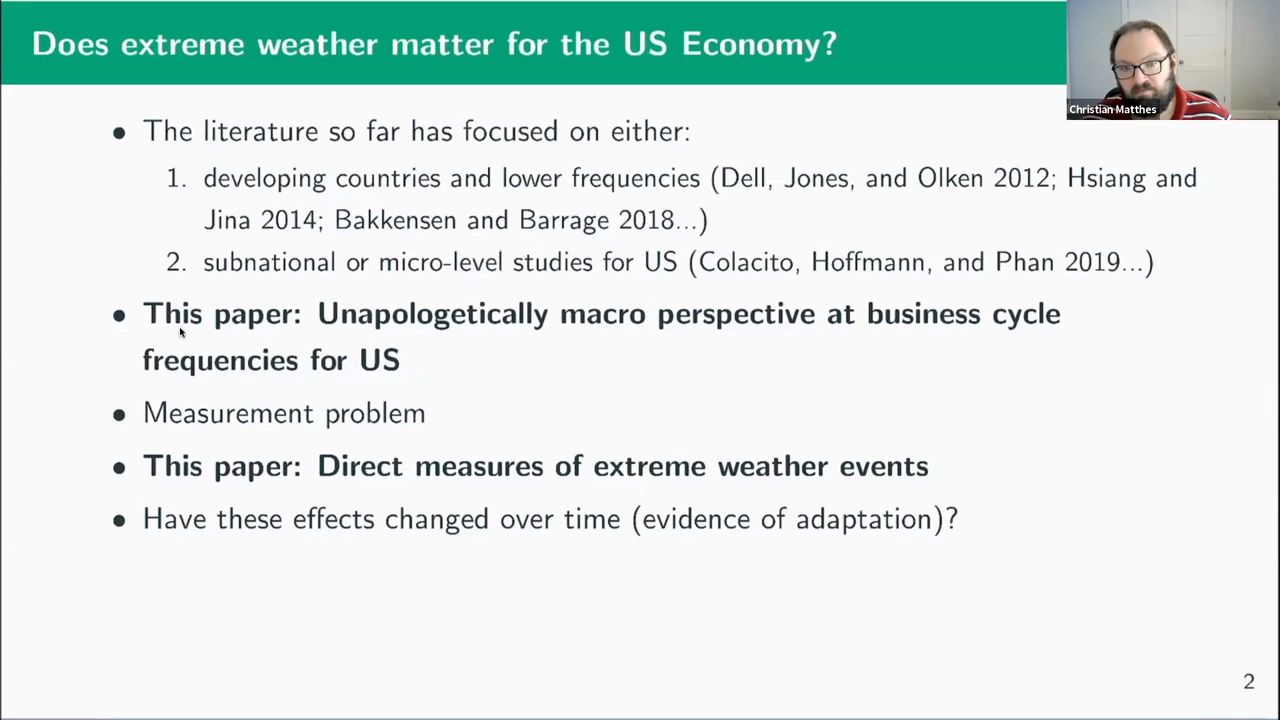 Does extreme weather matter for the US Economy?
Christian Matthes
• The literature so far has focused on either:
1. developing countries and lower frequencies (Dell, Jones, and Olken 2012; Hsiang and
Jina 2014; Bakkensen and Barrage 2018...)
2. subnational or micro-level studies for US (Colacito, Hoffmann, and Phan 2019...)
• This paper: Unapologetically macro perspective at business cycle
frequencies for US
• Measurement problem
• This paper: Direct measures of extreme weather events
• Have these effects changed over time (evidence of adaptation)?
2